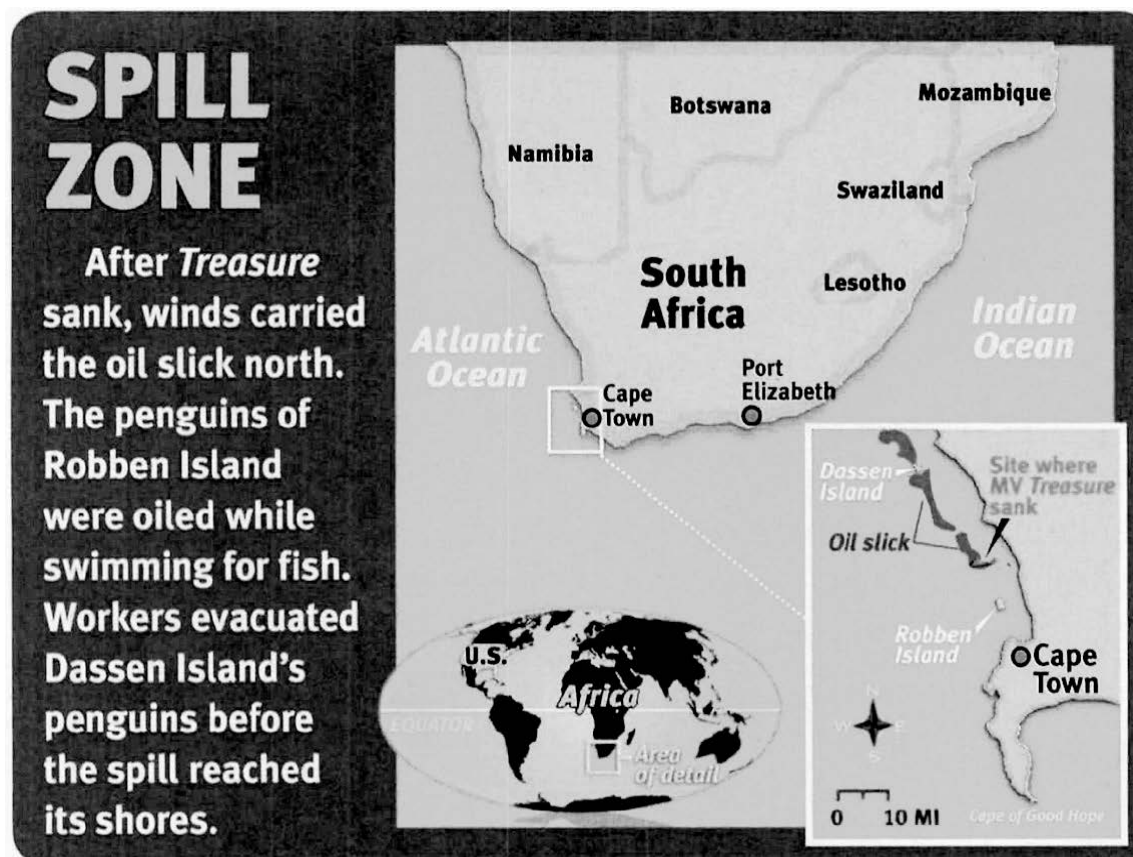 SPILL
ZONE
After Treasure
sank, winds carried
the oil slick north.
The penguins of
Robben Island
were oiled while
swimming for fish.
Workers evacuated
Dassen Island's
penguins before
the spill reached
its shores.
Namibia
Botswana
Mozambique
Swaziland
South
Africa
Lesotho
Atlantic
Ocean
Indian
Ocean
Cape
Town
Port
Elizabeth
U.S.
Africa
EQUATOR
Area
of detail
Dassen
Island
Site where
MV Treasure
sank
Oil slick
Robben
Island
Cape
Town
N
W E
S
0 10 MI
Cape of Good Hope